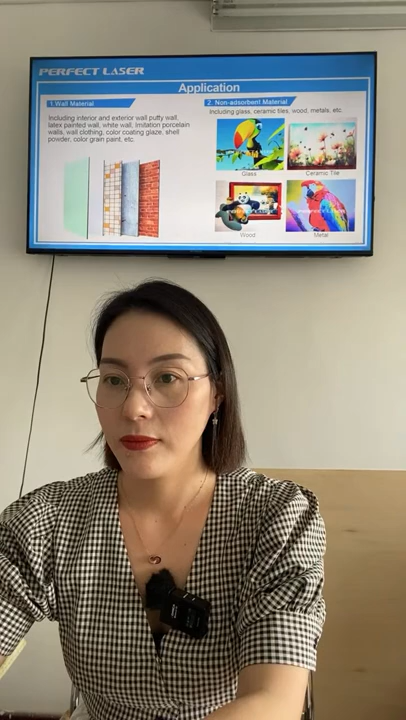 PERFECT LASER
Application
1.Wall Material
Including interior and exterior wall putty wall,
latex painted wall, white wall, Imitation porcelain
walls, wall clothing, color coating glaze, shell
powder, color grain paint, etc.
2. Non-adsorbent Material
Including glass, ceramic tiles, wood, metals, etc.
Glass
Ceramic Tile
Wood
Metal